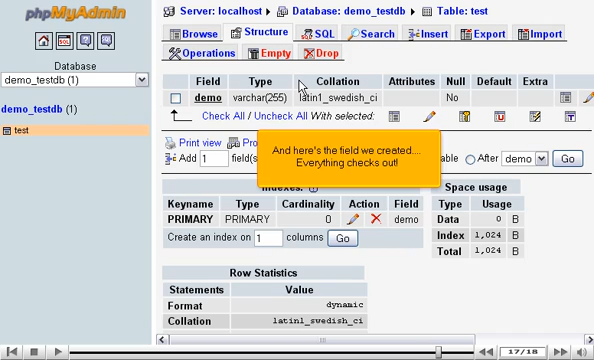 phpMyAdmin
SQL
Database
demo_testdb (1)
demo_testdb (1)
test
Server: localhost Database: demo_testdb Table: test
Browse Structure SQL Search Insert Export Import
Operations Empty Drop
Field Type Collation Attributes Null Default Extra
demo varchar(255) latin1_swedish_ci No
Check All / Uncheck All With selected:
Print view
Add 1 field(s After demo Go
And here's the field we created....
Everything checks out!
Indexes:
Keyname Type Cardinality Action Field
PRIMARY PRIMARY 0 demo
Create an index on 1 columns Go
Space usage
Type Usage
Data 0 B
Index 1,024 B
Total 1,024 B
Row Statistics
Statements Value
Format dynamic
Collation latin1_swedish_ci
17/18